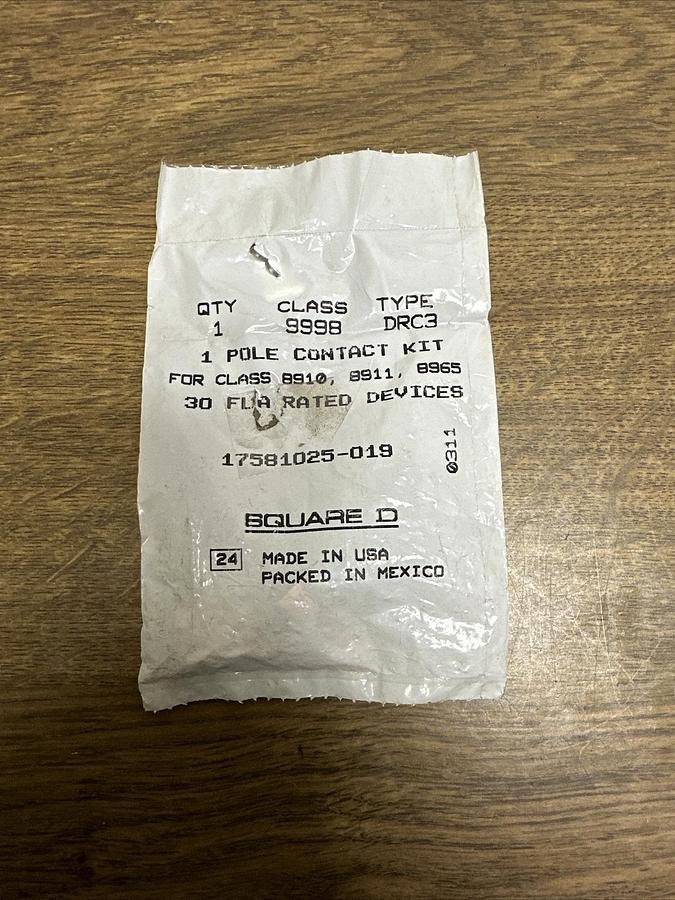 QTY CLASS TYPE
1 9998 DRC3
1 POLE CONTACT KIT
FOR CLASS 8910, 8911, 8965
30 FLA RATED DEVICES
17581025-019
0311
SQUARE D
24 MADE IN USA
PACKED IN MEXICO